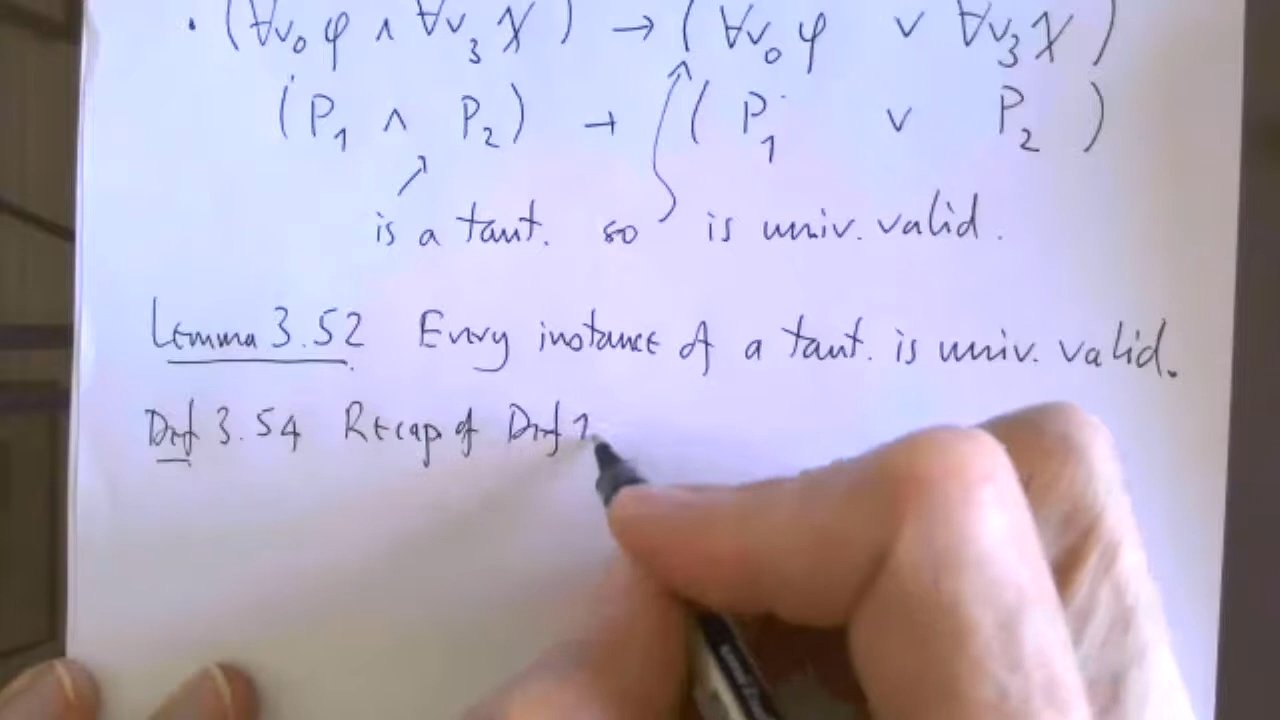 · (∀v₀ φ ∧ ∀v₃ χ) → (∀v₀ φ ∨ ∀v₃ χ)
(P₁ ∧ P₂) → (P₁ ∨ P₂)
is a taut. so is univ. valid.
Lemma 3.52 Every instance of a taut. is univ. valid.
Def 3.54 Recap of Def